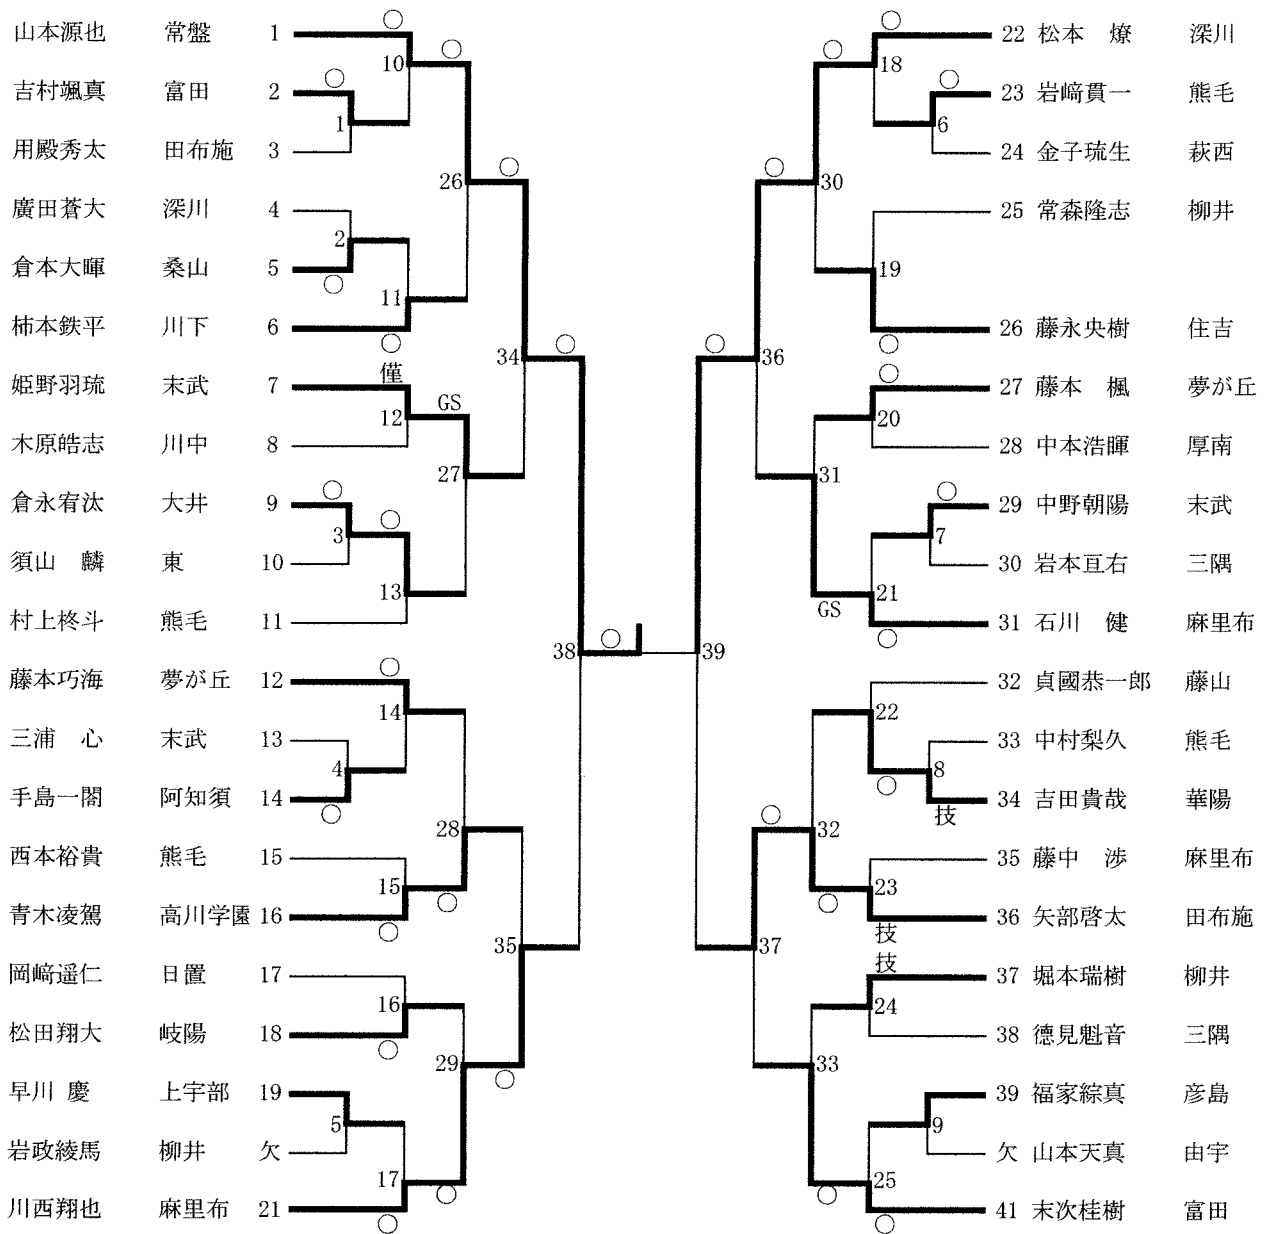 山本源也 常盤 1
吉村颯真 富田 2
用殿秀太 田布施 3
廣田蒼大 深川 4
倉本大暉 桑山 5
柿本鉄平 川下 6
姫野羽琉 末武 7
木原皓志 川中 8
倉永宥汰 大井 9
須山 麟 東 10
村上柊斗 熊毛 11
藤本巧海 夢が丘 12
三浦 心 末武 13
手島一閤 阿知須 14
西本裕貴 熊毛 15
青木凌駕 高川学園 16
岡﨑遥仁 日置 17
松田翔大 岐陽 18
早川 慶 上宇部 19
岩政綾馬 柳井 欠
川西翔也 麻里布 21
10
1
26
2
11
34
僅
12
GS
27
3
13
38
14
4
28
15
35
16
29
5
17
18
6
30
19
36
20
31
7
21
GS
39
22
8
技
32
23
技
37
技
24
33
9
25
22 松本 燎 深川
23 岩﨑貫一 熊毛
24 金子琉生 萩西
25 常森隆志 柳井
26 藤永央樹 住吉
27 藤本 楓 夢が丘
28 中本浩暉 厚南
29 中野朝陽 末武
30 岩本亘右 三隅
31 石川 健 麻里布
32 貞國恭一郎 藤山
33 中村梨久 熊毛
34 吉田貴哉 華陽
35 藤中 渉 麻里布
36 矢部啓太 田布施
37 堀本瑞樹 柳井
38 德見魁音 三隅
39 福家綜真 彦島
欠 山本天真 由宇
41 末次桂樹 富田